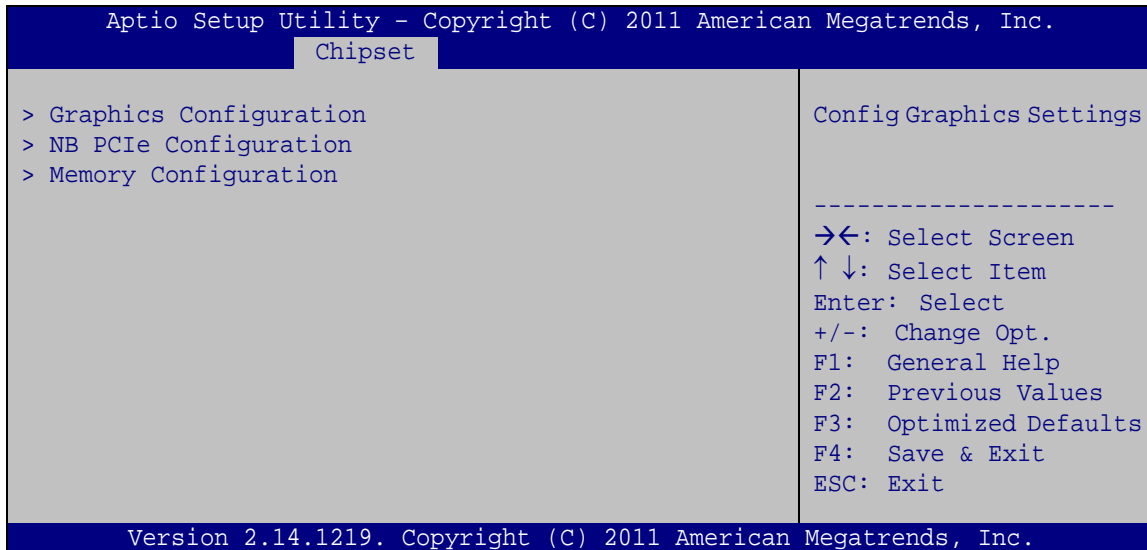 Aptio Setup Utility – Copyright (C) 2011 American Megatrends, Inc.
Chipset
> Graphics Configuration
> NB PCIe Configuration
> Memory Configuration
Config Graphics Settings
---------------------
→←: Select Screen
↑ ↓: Select Item
Enter: Select
+/-: Change Opt.
F1: General Help
F2: Previous Values
F3: Optimized Defaults
F4: Save & Exit
ESC: Exit
Version 2.14.1219. Copyright (C) 2011 American Megatrends, Inc.